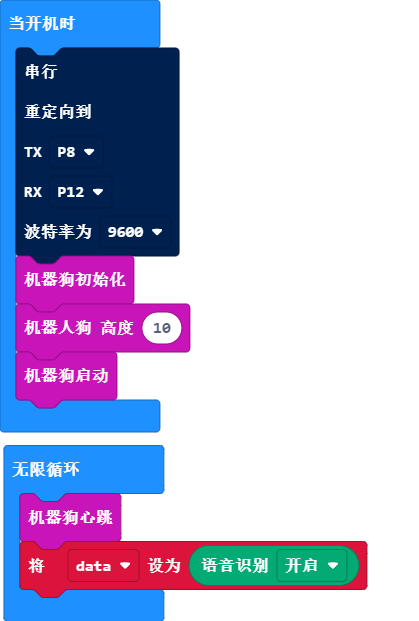 当开机时
串行
重定向到
TX P8
RX P12
波特率为 9600
机器狗初始化
机器人狗 高度 10
机器狗启动
无限循环
机器狗心跳
将 data 设为 语音识别 开启